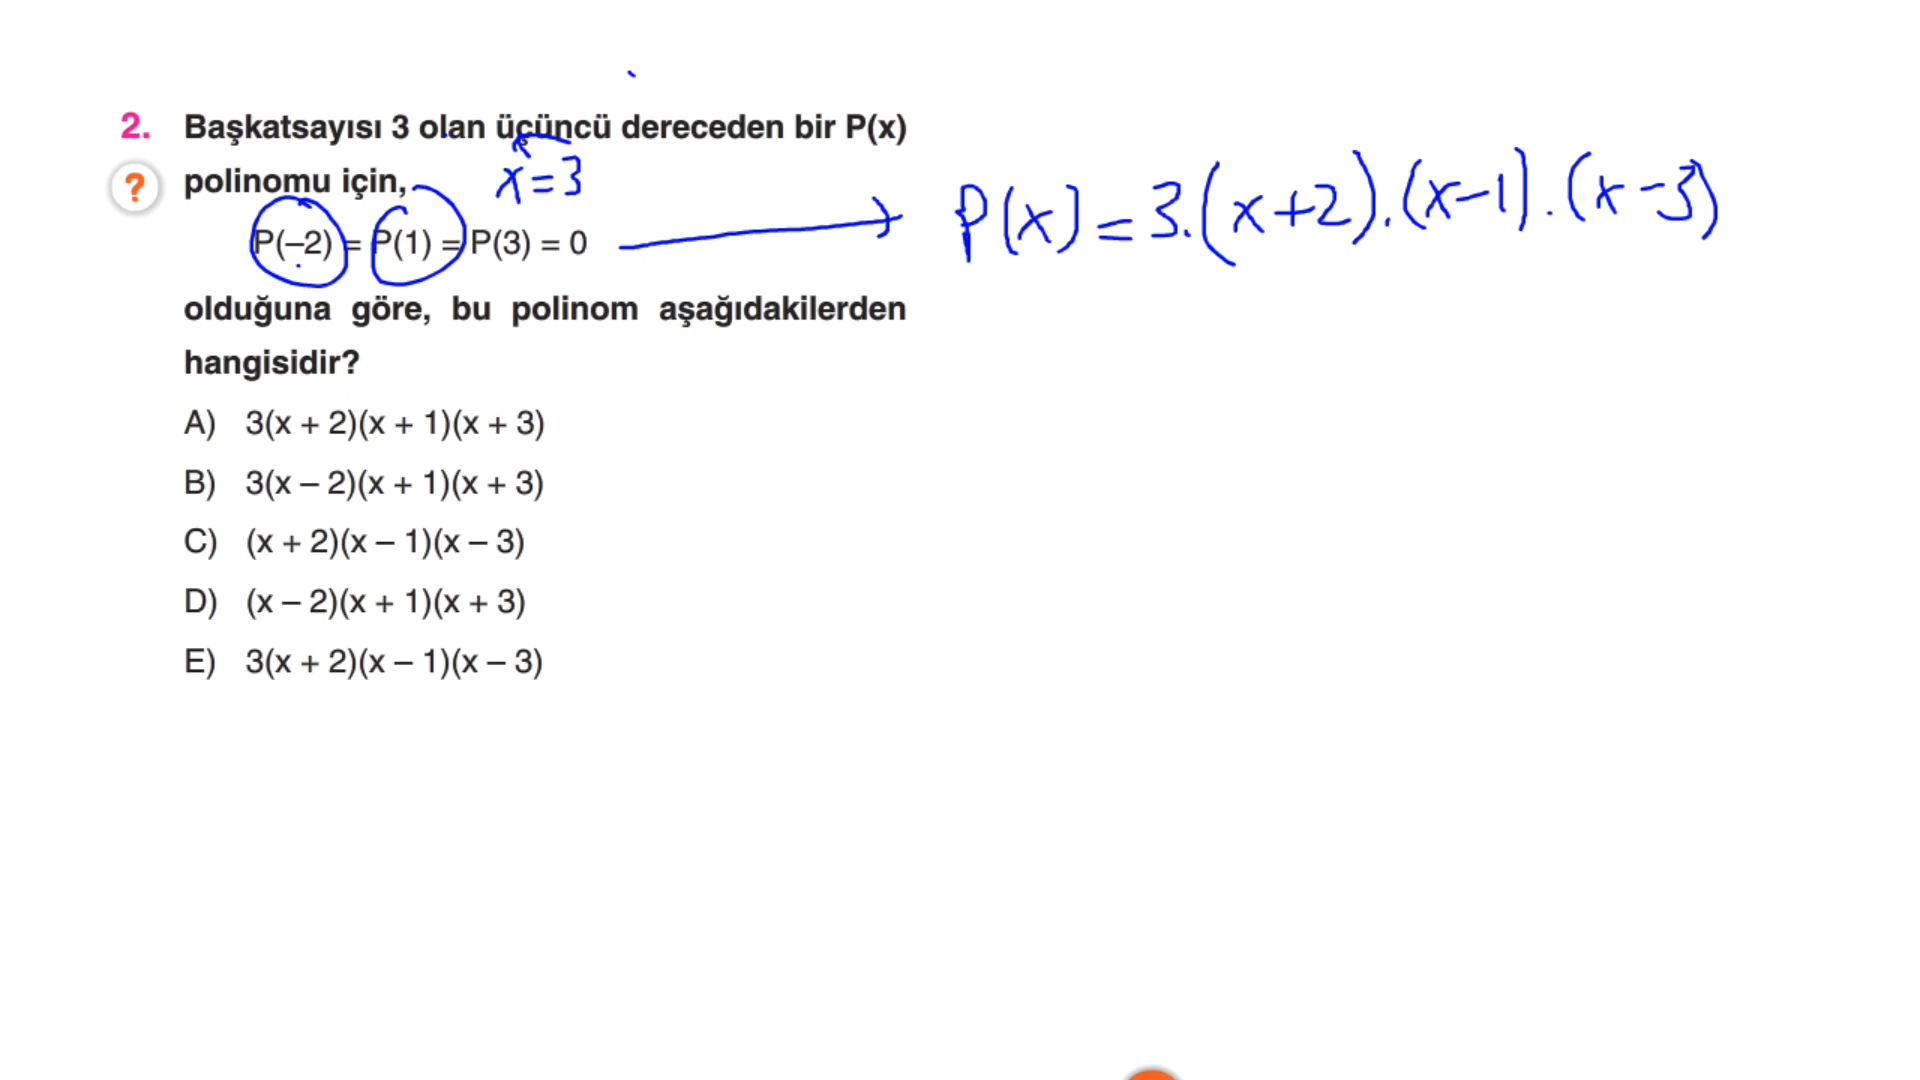 2. Başkatsayısı 3 olan üçüncü dereceden bir P(x)
? polinomu için,
x = 3
P(–2) = P(1) = P(3) = 0
P(x) = 3.(x+2).(x-1).(x-3)
olduğuna göre, bu polinom aşağıdakilerden
hangisidir?
A) 3(x + 2)(x + 1)(x + 3)
B) 3(x – 2)(x + 1)(x + 3)
C) (x + 2)(x – 1)(x – 3)
D) (x – 2)(x + 1)(x + 3)
E) 3(x + 2)(x – 1)(x – 3)